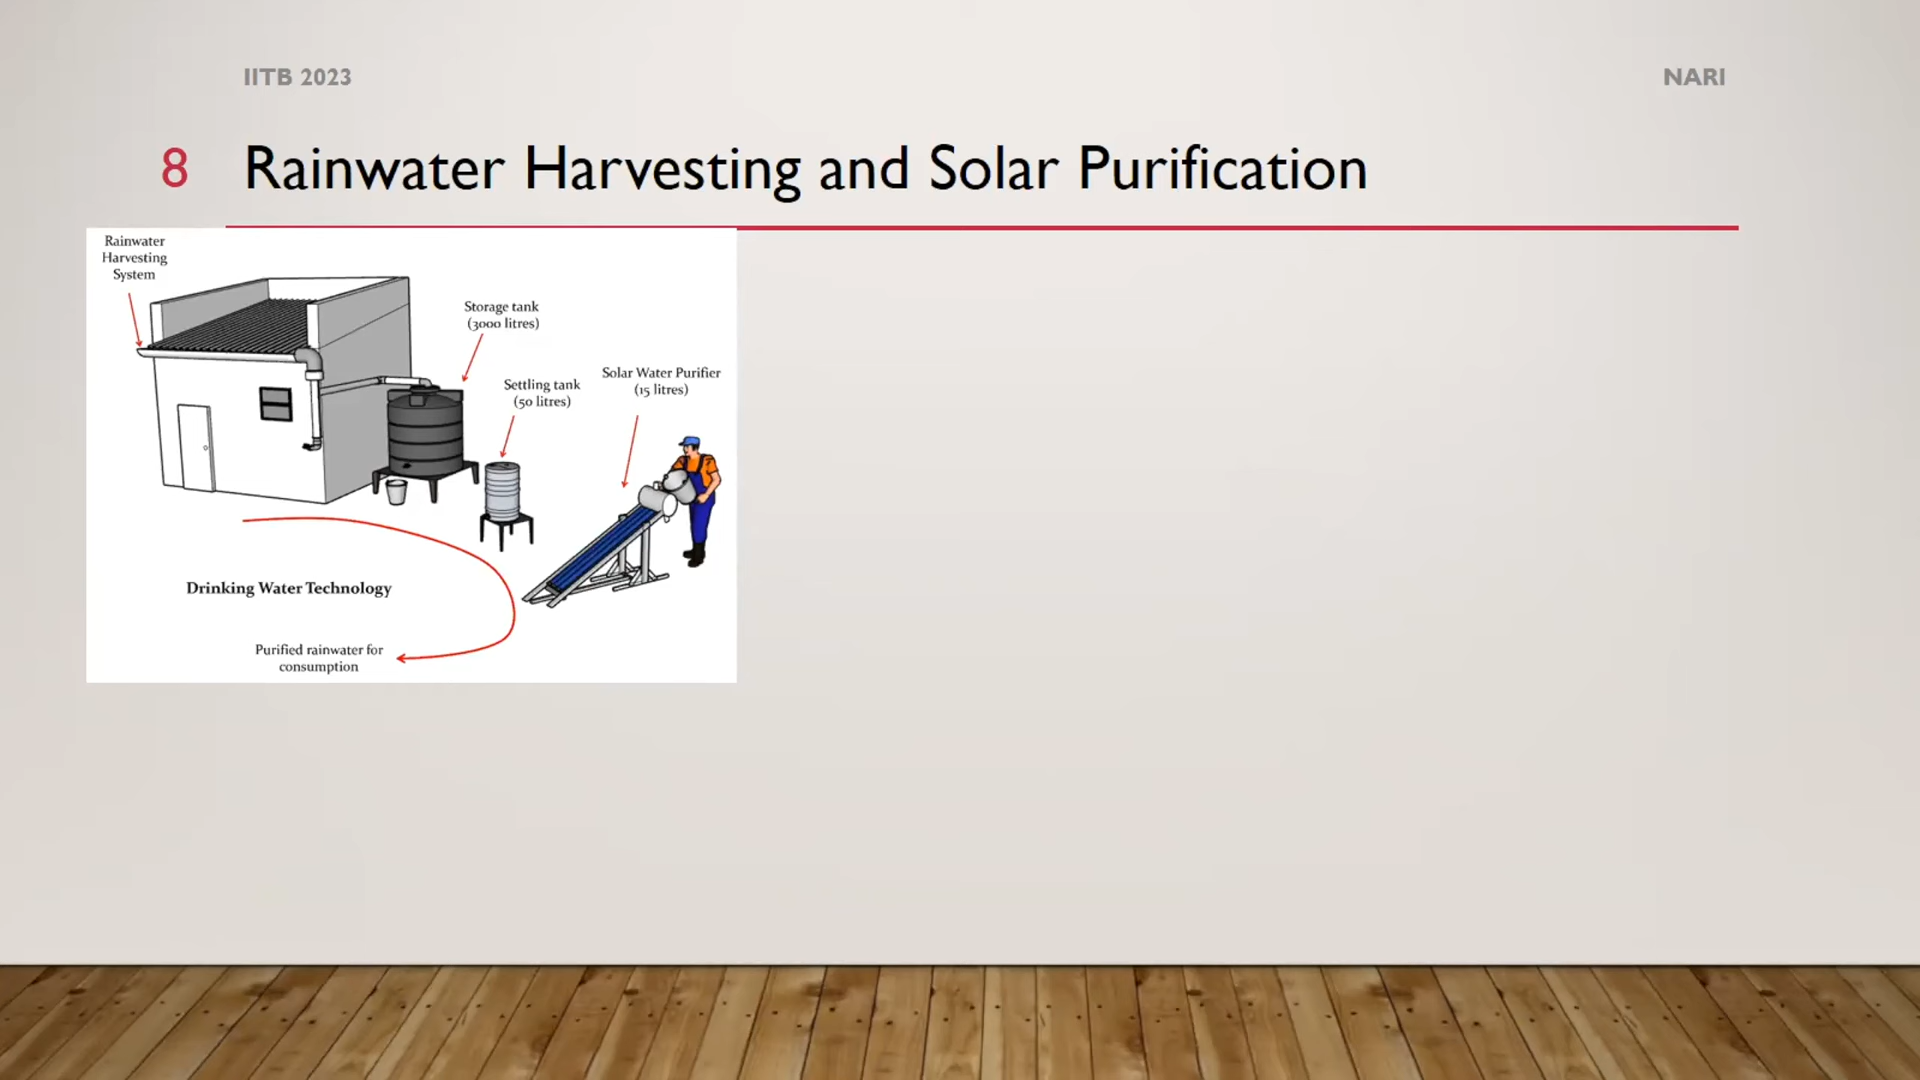 IITB 2023
NARI
8
Rainwater Harvesting and Solar Purification
Rainwater
Harvesting
System
Storage tank
(3000 litres)
Settling tank
(50 litres)
Solar Water Purifier
(15 litres)
Drinking Water Technology
Purified rainwater for
consumption